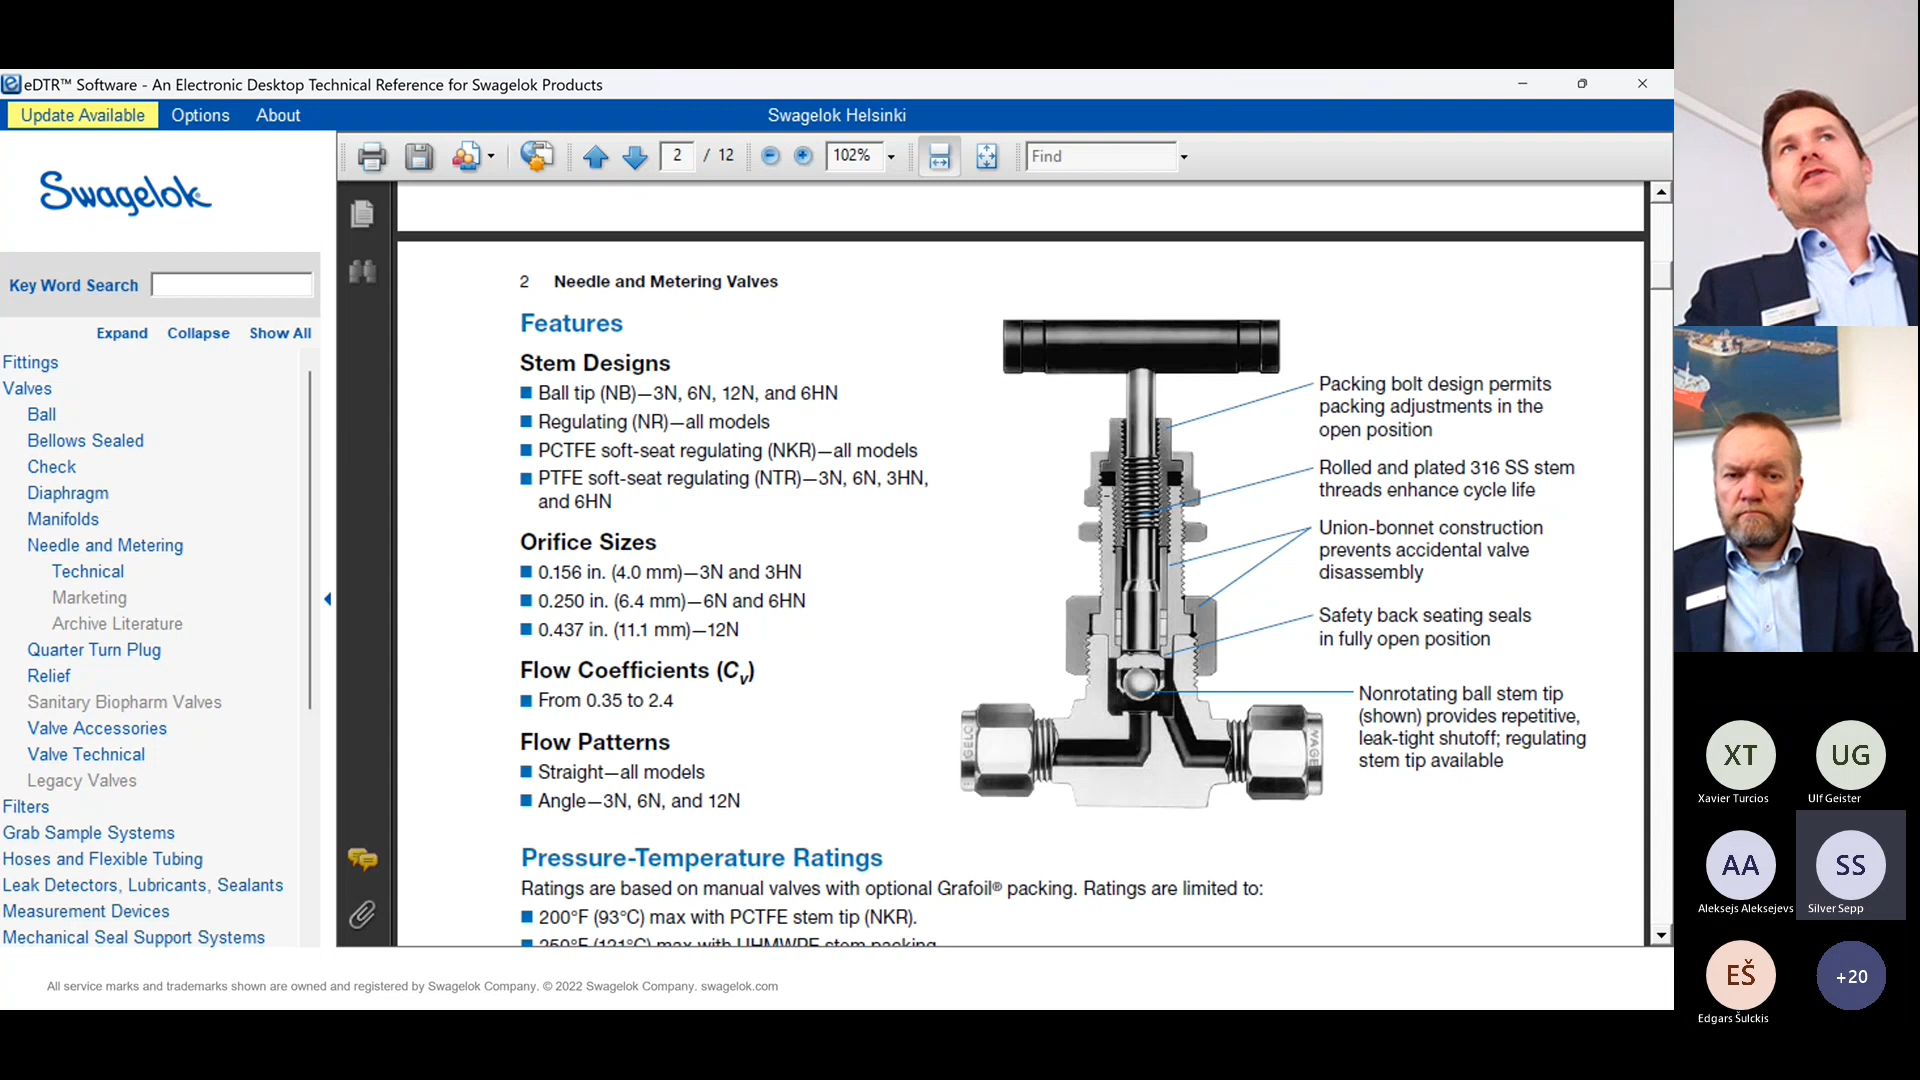 eDTR™ Software - An Electronic Desktop Technical Reference for Swagelok Products
Update Available Options About Swagelok Helsinki
2 / 12 102% Find
Swagelok
Key Word Search
Expand Collapse Show All
Fittings
Valves
Ball
Bellows Sealed
Check
Diaphragm
Manifolds
Needle and Metering
Technical
Marketing
Archive Literature
Quarter Turn Plug
Relief
Sanitary Biopharm Valves
Valve Accessories
Valve Technical
Legacy Valves
Filters
Grab Sample Systems
Hoses and Flexible Tubing
Leak Detectors, Lubricants, Sealants
Measurement Devices
Mechanical Seal Support Systems
2 Needle and Metering Valves
Features
Stem Designs
Ball tip (NB)—3N, 6N, 12N, and 6HN
Regulating (NR)—all models
PCTFE soft-seat regulating (NKR)—all models
PTFE soft-seat regulating (NTR)—3N, 6N, 3HN,
and 6HN
Orifice Sizes
0.156 in. (4.0 mm)—3N and 3HN
0.250 in. (6.4 mm)—6N and 6HN
0.437 in. (11.1 mm)—12N
Flow Coefficients (Cv)
From 0.35 to 2.4
Flow Patterns
Straight—all models
Angle—3N, 6N, and 12N
Packing bolt design permits
packing adjustments in the
open position
Rolled and plated 316 SS stem
threads enhance cycle life
Union-bonnet construction
prevents accidental valve
disassembly
Safety back seating seals
in fully open position
Nonrotating ball stem tip
(shown) provides repetitive,
leak-tight shutoff; regulating
stem tip available
Pressure-Temperature Ratings
Ratings are based on manual valves with optional Grafoil® packing. Ratings are limited to:
200°F (93°C) max with PCTFE stem tip (NKR).
250°F (121°C) max with UHMWPE stem packing
All service marks and trademarks shown are owned and registered by Swagelok Company. © 2022 Swagelok Company. swagelok.com
XT
Xavier Turcios
UG
Ulf Geister
AA
Aleksejs Aleksejevs
SS
Silver Sepp
EŠ
Edgars Šulckis
+20